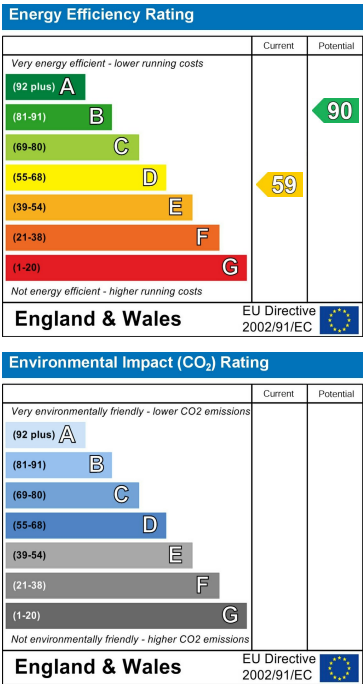 Energy Efficiency Rating
Current Potential
Very energy efficient - lower running costs
(92 plus) A
(81-91) B
90
(69-80) C
(55-68) D
59
(39-54) E
(21-38) F
(1-20) G
Not energy efficient - higher running costs
England & Wales
EU Directive
2002/91/EC
Environmental Impact (CO₂) Rating
Current Potential
Very environmentally friendly - lower CO2 emissions
(92 plus) A
(81-91) B
(69-80) C
(55-68) D
(39-54) E
(21-38) F
(1-20) G
Not environmentally friendly - higher CO2 emissions
England & Wales
EU Directive
2002/91/EC